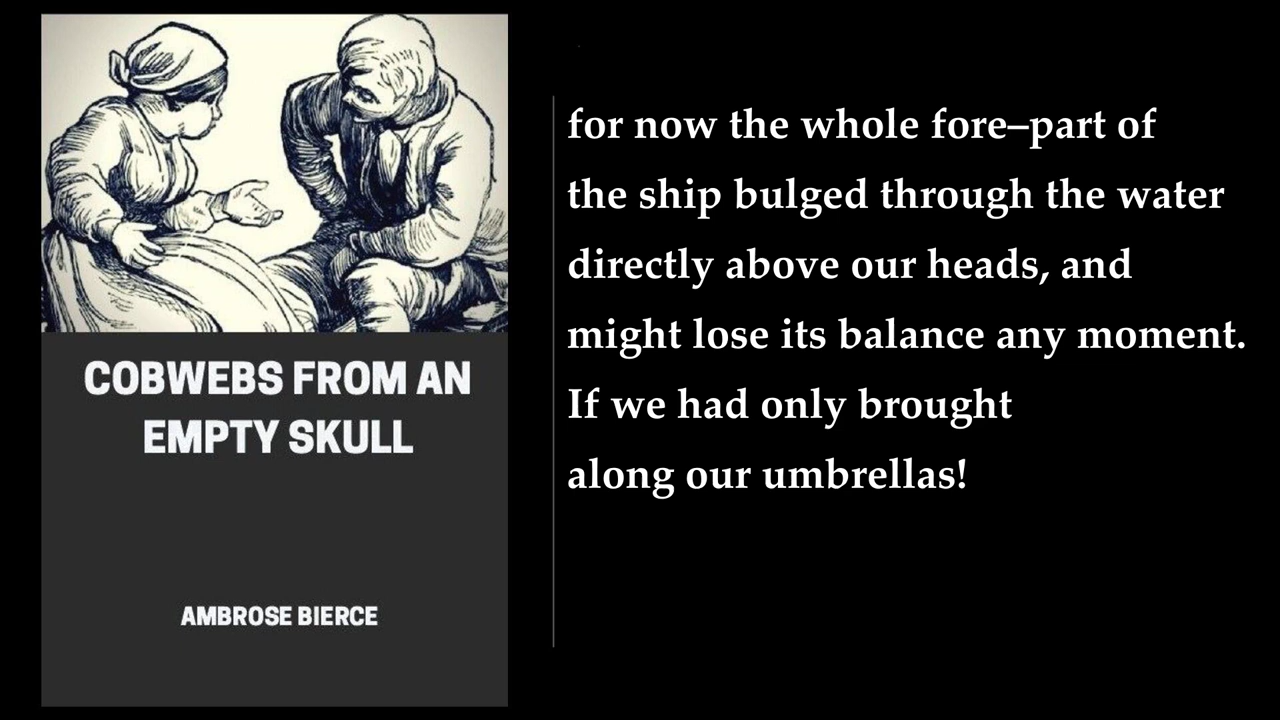 COBWEBS FROM AN
EMPTY SKULL
AMBROSE BIERCE
for now the whole fore–part of
the ship bulged through the water
directly above our heads, and
might lose its balance any moment.
If we had only brought
along our umbrellas!